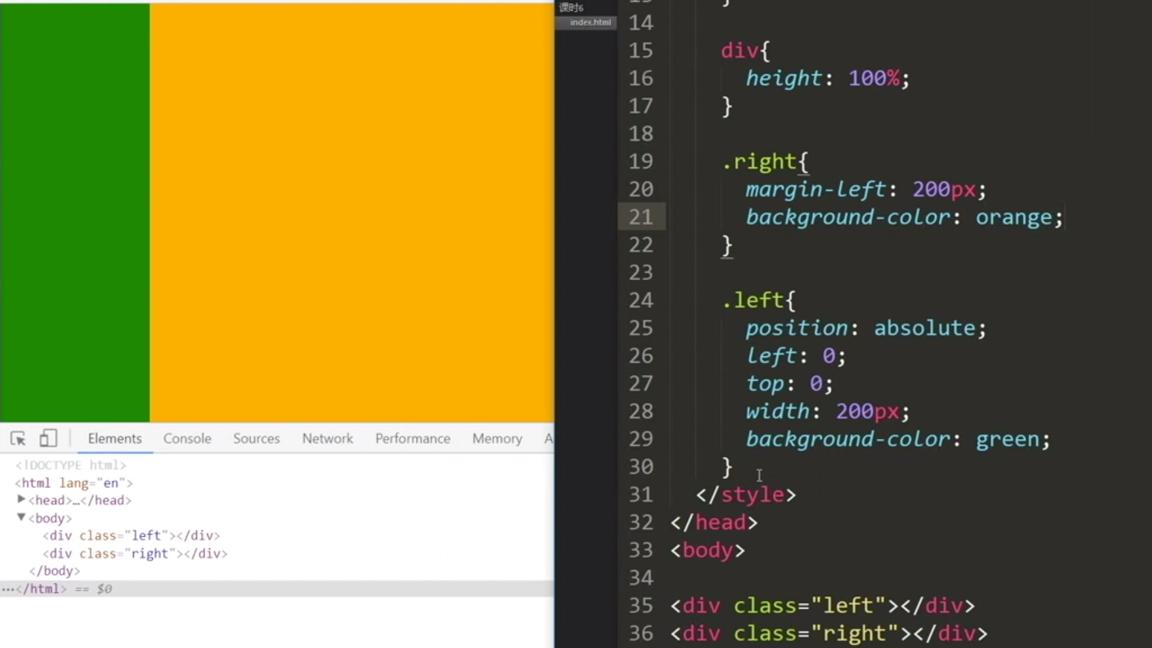 Elements Console Sources Network Performance Memory A
<!DOCTYPE html>
<html lang="en">
▶<head>…</head>
▼<body>
<div class="left"></div>
<div class="right"></div>
</body>
…</html> == $0
课时6
index.html
14
15 div{
16 height: 100%;
17 }
18
19 .right{
20 margin-left: 200px;
21 background-color: orange;
22 }
23
24 .left{
25 position: absolute;
26 left: 0;
27 top: 0;
28 width: 200px;
29 background-color: green;
30 }
31 </style>
32 </head>
33 <body>
34
35 <div class="left"></div>
36 <div class="right"></div>